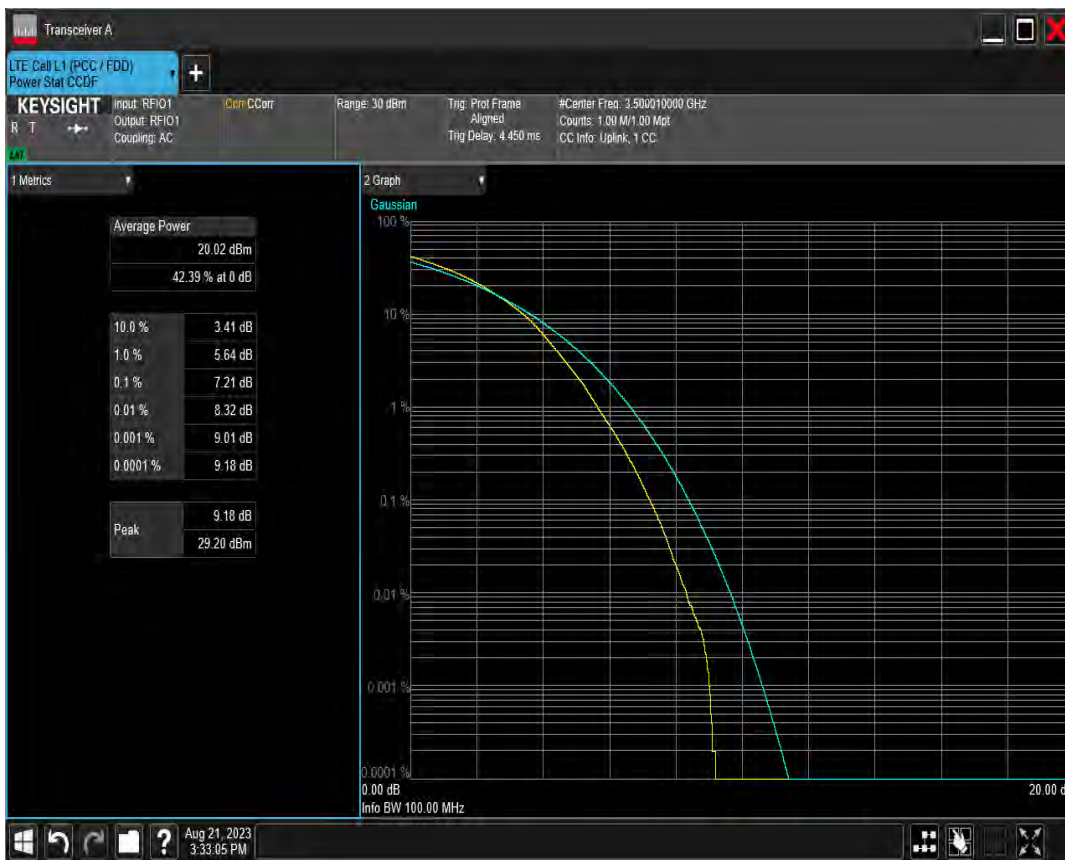 Transceiver A
LTE Cell L1 (PCC / FDD)
Power Stat CCDF
+
KEYSIGHT
R T
LNI
Input: RFIO1
Output: RFIO1
Coupling: AC
Corr CCorr
Range: 30 dBm
Trig: Prot Frame
Aligned
Trig Delay: 4.450 ms
#Center Freq: 3.500010000 GHz
Counts: 1.00 M/1.00 Mpt
CC Info: Uplink, 1 CC
1 Metrics
Average Power
20.02 dBm
42.39 % at 0 dB
10.0 % 3.41 dB
1.0 % 5.64 dB
0.1 % 7.21 dB
0.01 % 8.32 dB
0.001 % 9.01 dB
0.0001 % 9.18 dB
Peak
9.18 dB
29.20 dBm
2 Graph
Gaussian
100 %
10 %
1 %
0.1 %
0.01 %
0.001 %
0.0001 %
0.00 dB
20.00 d
Info BW 100.00 MHz
?
Aug 21, 2023
3:33:05 PM